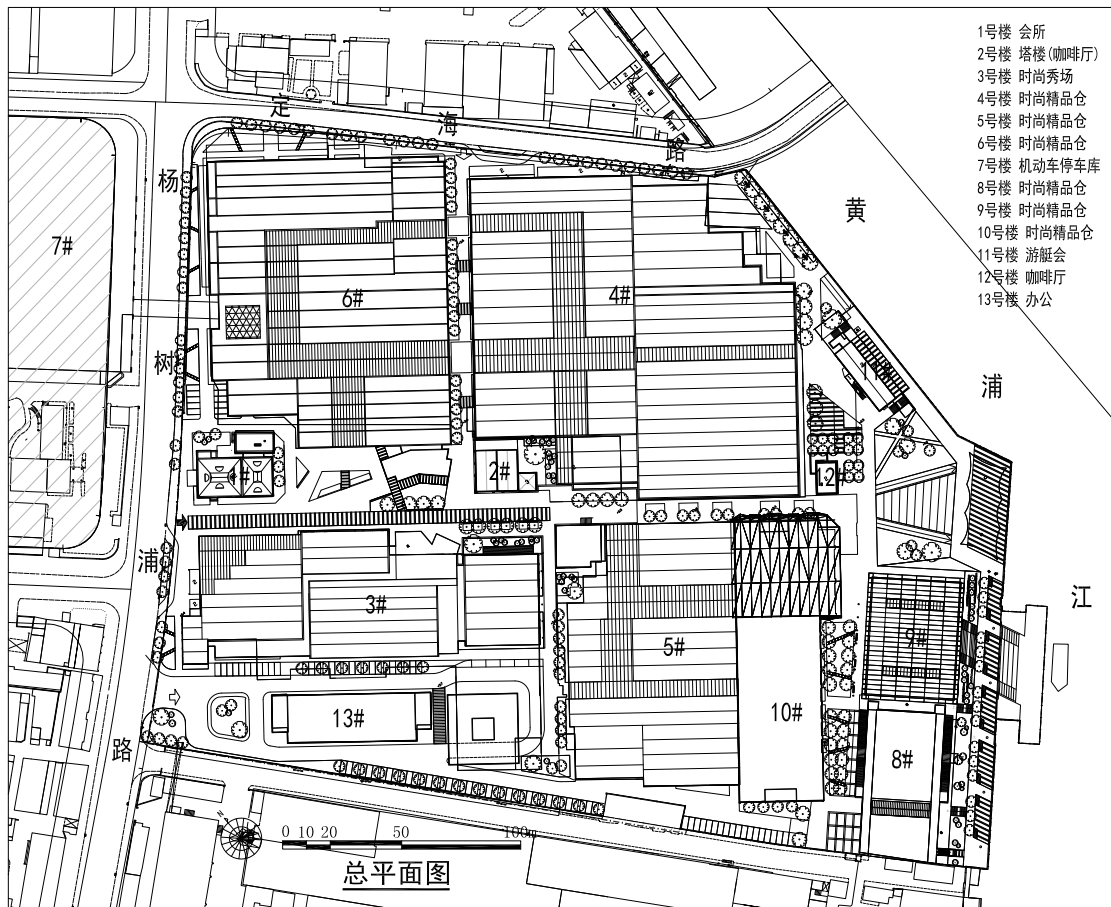 1号楼 会所
2号楼 塔楼(咖啡厅)
3号楼 时尚秀场
4号楼 时尚精品仓
5号楼 时尚精品仓
6号楼 时尚精品仓
7号楼 机动车停车库
8号楼 时尚精品仓
9号楼 时尚精品仓
10号楼 时尚精品仓
11号楼 游艇会
12号楼 咖啡厅
13号楼 办公
定海路
黄浦江
杨树浦路
7#
6#
4#
2#
12#
3#
5#
9#
10#
13#
8#
0 10 20 50 100m
总平面图